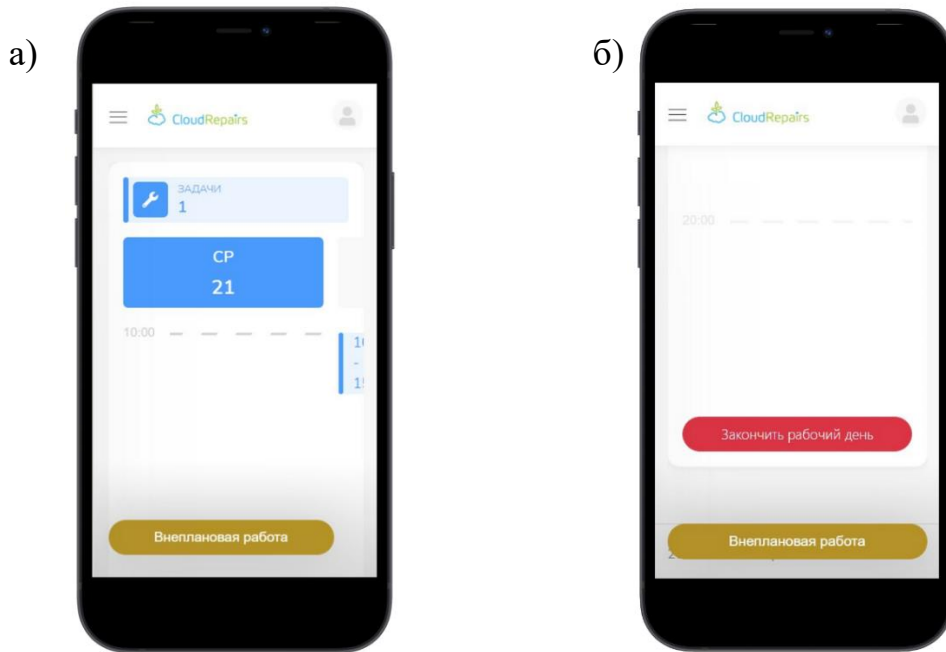 а)
CloudRepairs
ЗАДАЧИ
1
СР
21
10:00
Внеплановая работа
б)
CloudRepairs
20:00
Закончить рабочий день
Внеплановая работа